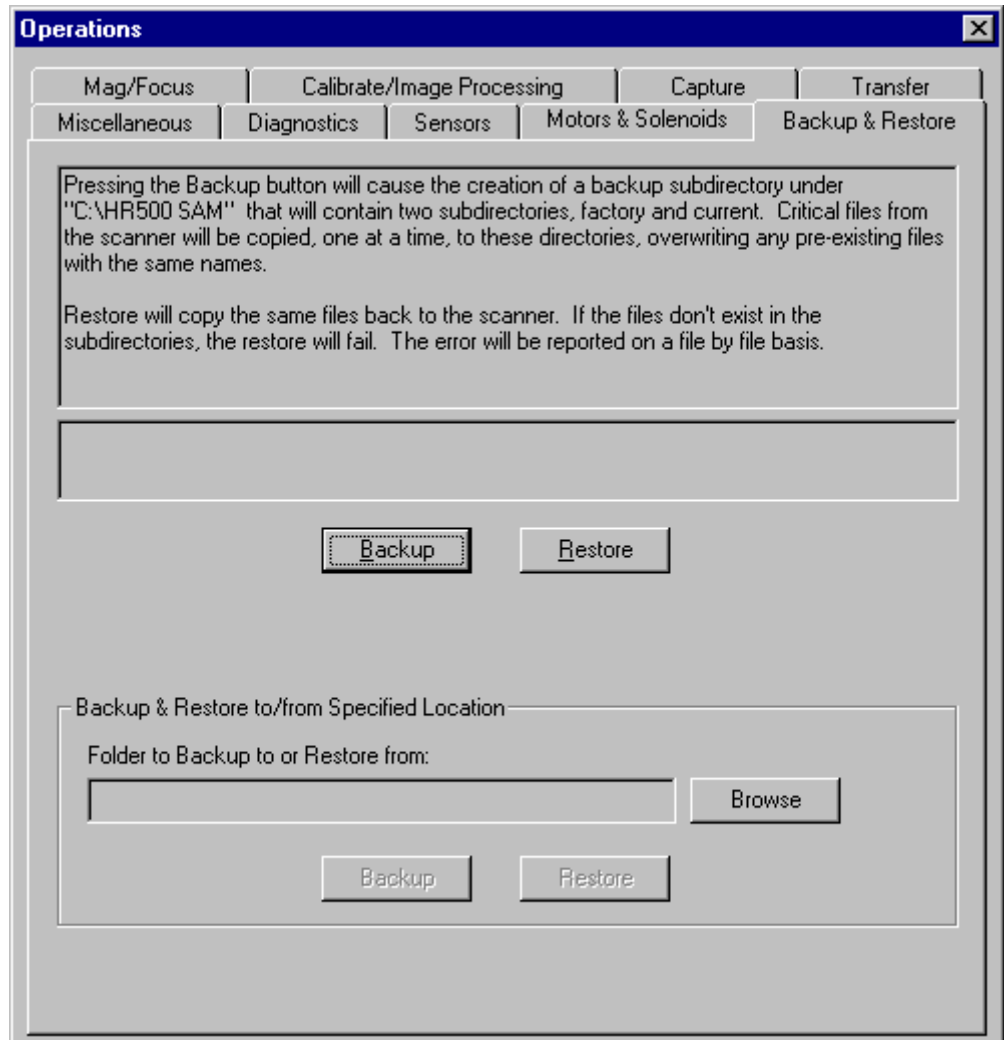 Operations
Mag/Focus Calibrate/Image Processing Capture Transfer
Miscellaneous Diagnostics Sensors Motors & Solenoids Backup & Restore
Pressing the Backup button will cause the creation of a backup subdirectory under
"C:\HR500 SAM"  that will contain two subdirectories, factory and current.  Critical files from
the scanner will be copied, one at a time, to these directories, overwriting any pre-existing files
with the same names.
Restore will copy the same files back to the scanner.  If the files don't exist in the
subdirectories, the restore will fail.  The error will be reported on a file by file basis.
Backup Restore
Backup & Restore to/from Specified Location
Folder to Backup to or Restore from:
Browse
Backup Restore